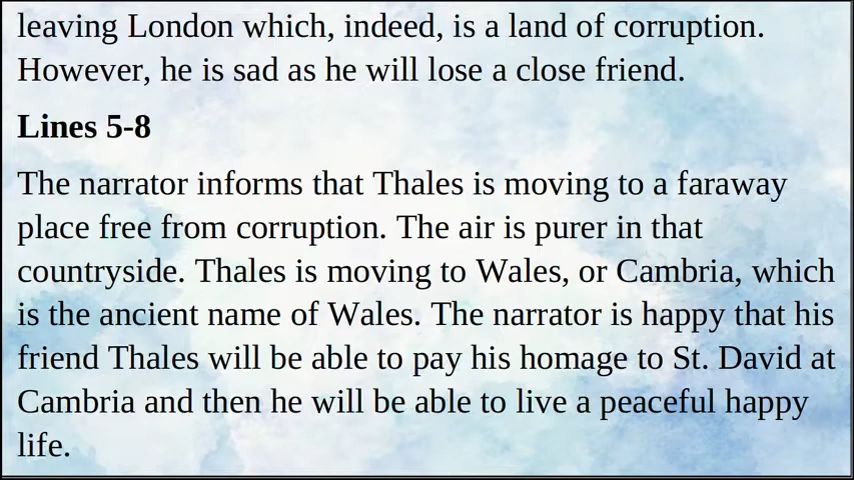 leaving London which, indeed, is a land of corruption.
However, he is sad as he will lose a close friend.
Lines 5-8
The narrator informs that Thales is moving to a faraway
place free from corruption. The air is purer in that
countryside. Thales is moving to Wales, or Cambria, which
is the ancient name of Wales. The narrator is happy that his
friend Thales will be able to pay his homage to St. David at
Cambria and then he will be able to live a peaceful happy
life.